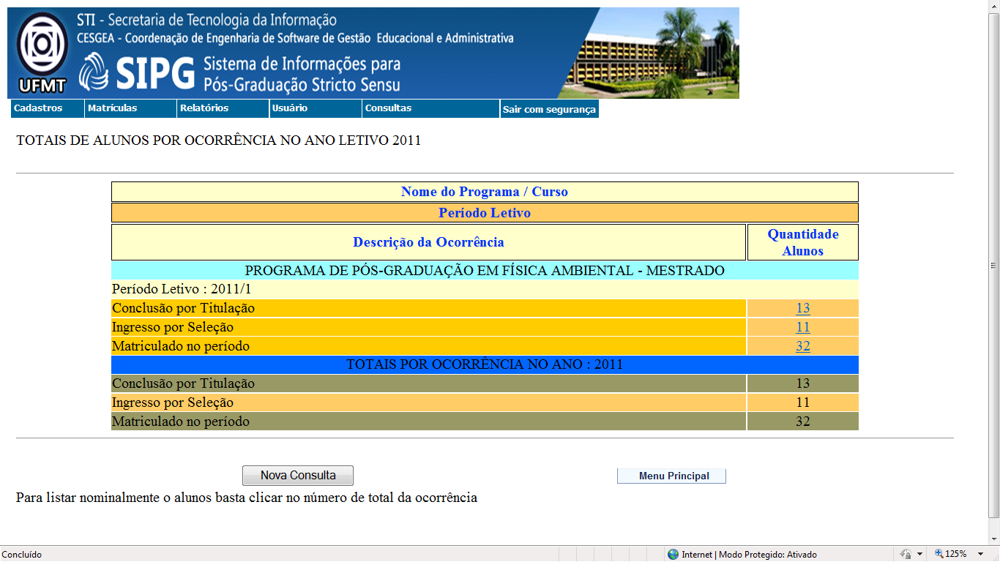 STI - Secretaria de Tecnologia da Informação
CESGEA - Coordenação de Engenharia de Software de Gestão Educacional e Administrativa
UFMT
SIPG
Sistema de Informações para
Pós-Graduação Stricto Sensu
Cadastros Matrículas Relatórios Usuário Consultas Sair com segurança
TOTAIS DE ALUNOS POR OCORRÊNCIA NO ANO LETIVO 2011
Nome do Programa / Curso
Período Letivo
Descrição da Ocorrência Quantidade
Alunos
PROGRAMA DE PÓS-GRADUAÇÃO EM FÍSICA AMBIENTAL - MESTRADO
Período Letivo : 2011/1
Conclusão por Titulação 13
Ingresso por Seleção 11
Matriculado no período 32
TOTAIS POR OCORRÊNCIA NO ANO : 2011
Conclusão por Titulação 13
Ingresso por Seleção 11
Matriculado no período 32
Nova Consulta Menu Principal
Para listar nominalmente o alunos basta clicar no número de total da ocorrência
Concluído Internet | Modo Protegido: Ativado 125%